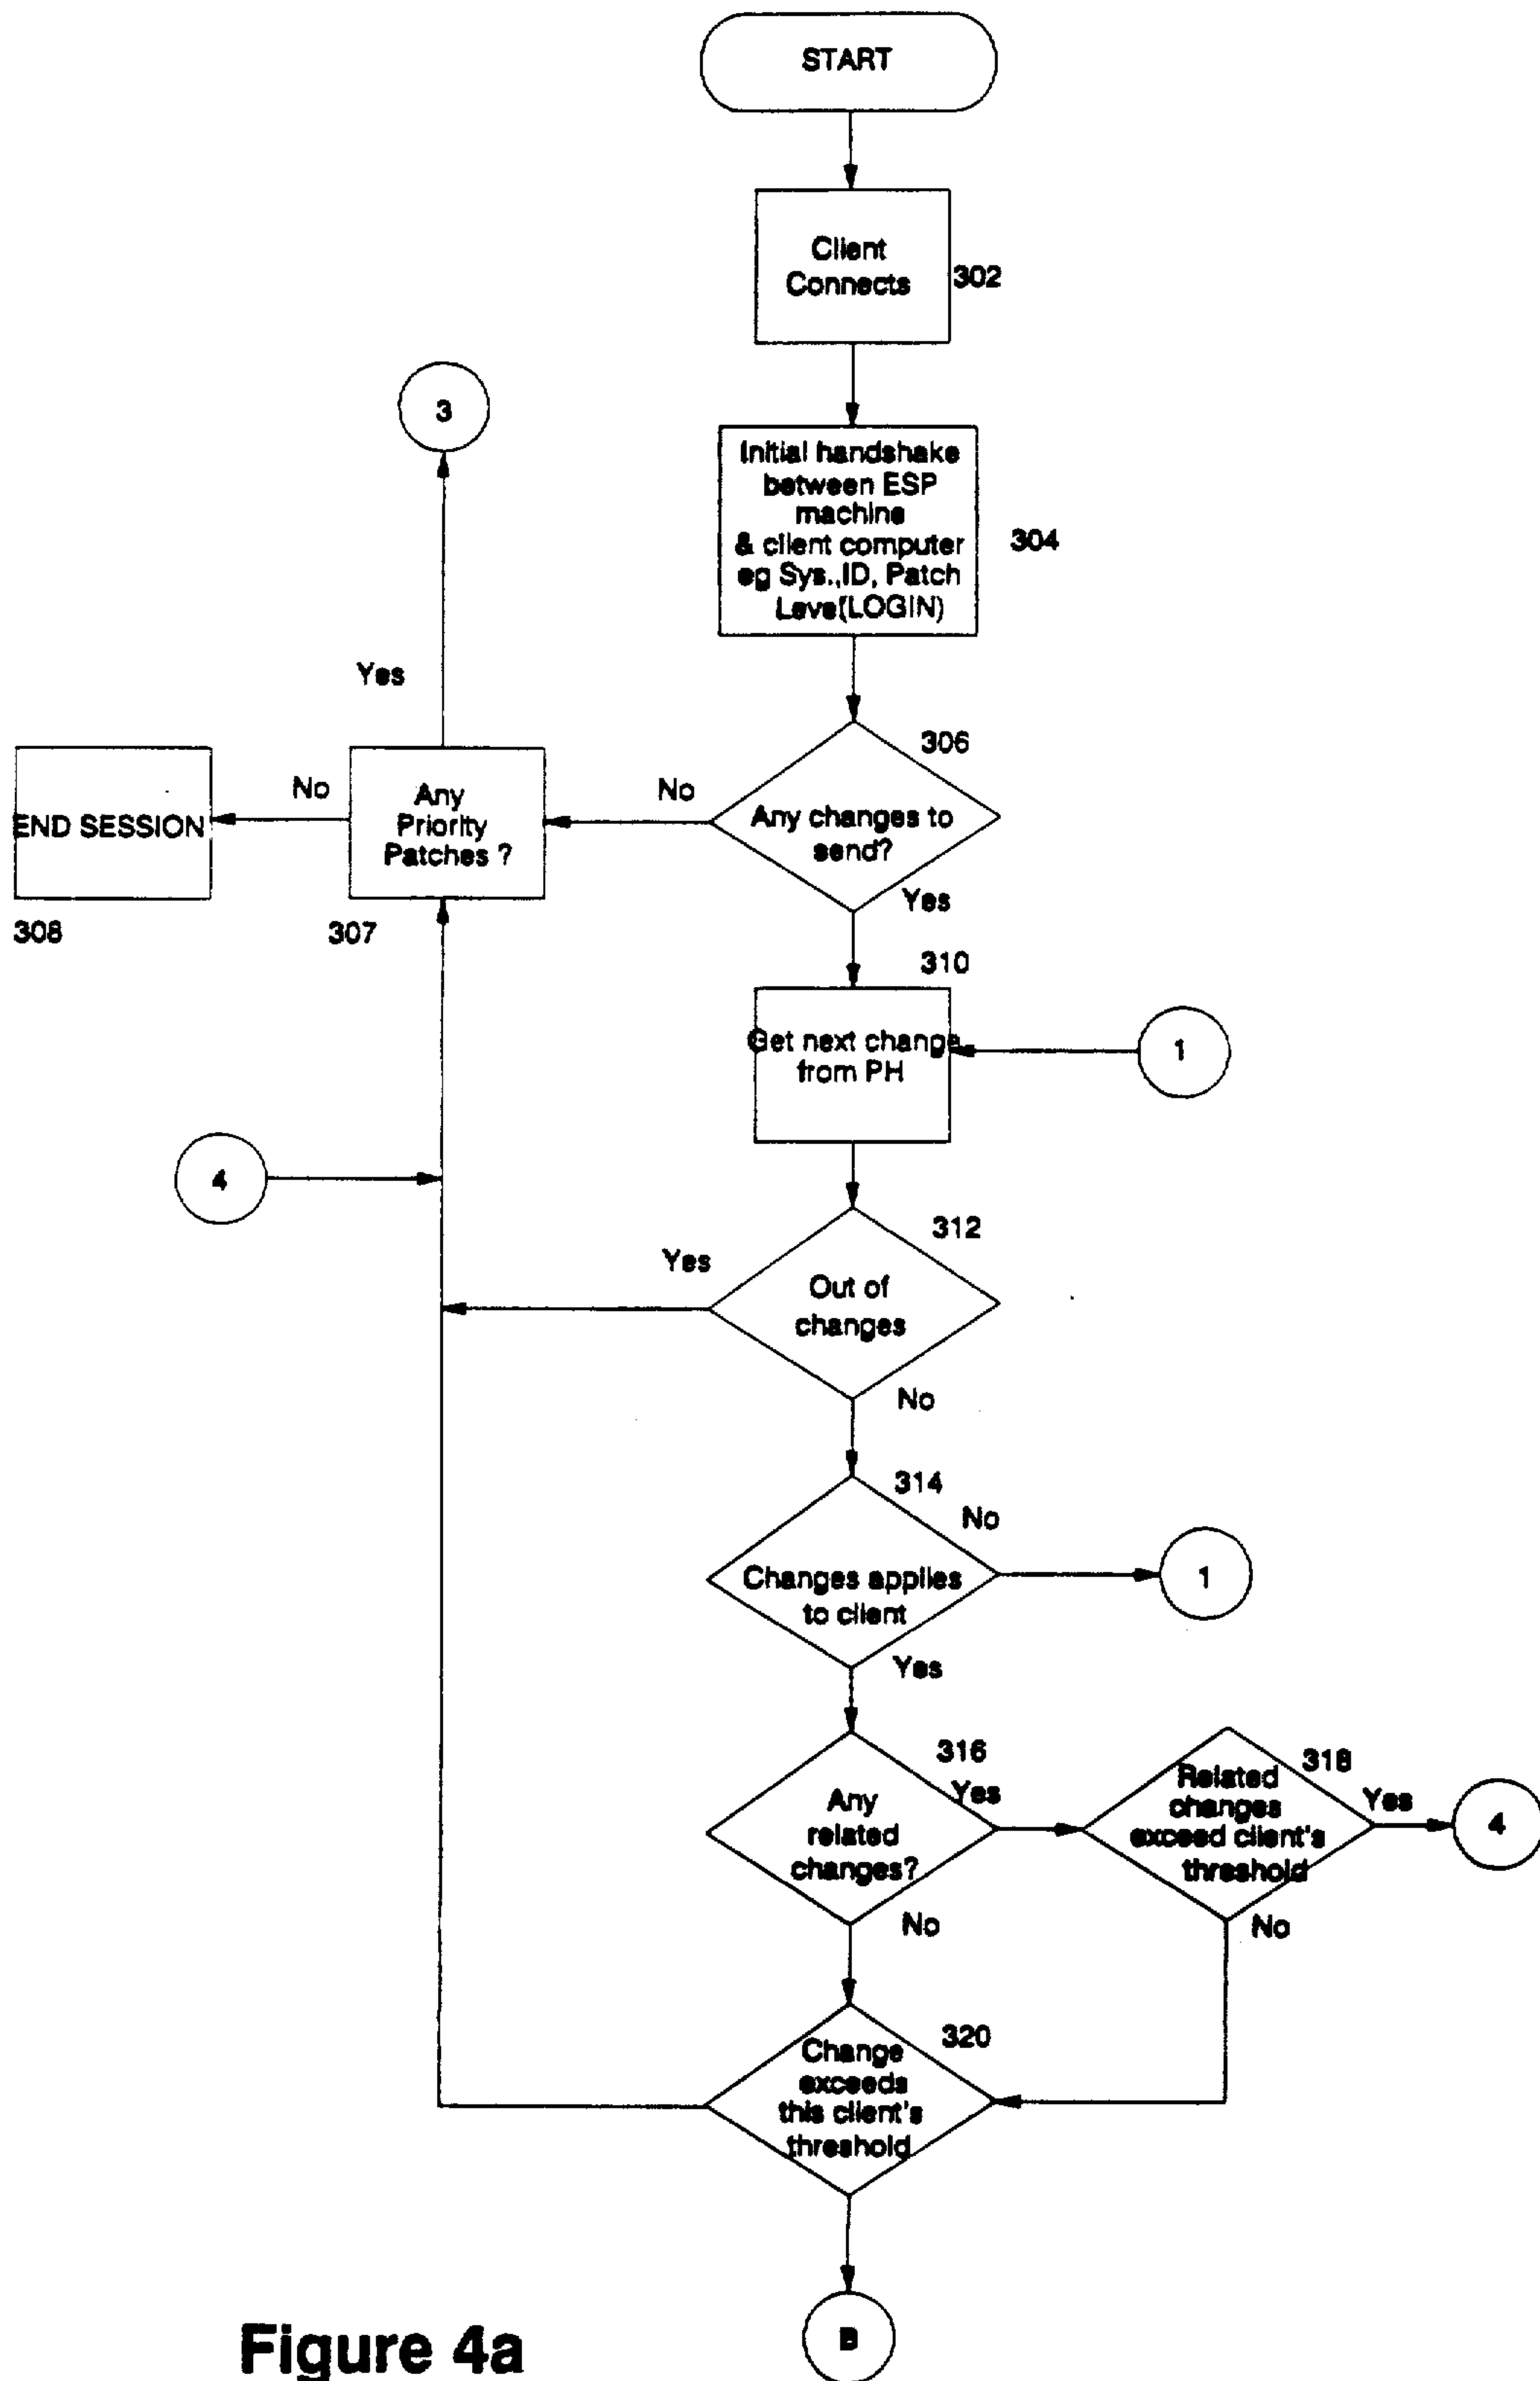 START
Client
Connects
302
3
Initial handshake
between ESP
machine
& client computer
eg Sys.,ID, Patch
Leve(LOGIN)
304
Yes
306
Any changes to
send?
No
Yes
Any
Priority
Patches ?
307
No
END SESSION
308
310
Get next change
from PH
1
4
312
Out of
changes
Yes
No
314
Changes applies
to client
No
1
Yes
316
Any
related
changes?
Yes
No
318
Related
changes
exceed client's
threshold
Yes
4
No
320
Change
exceeds
this client's
threshold
B
Figure 4a